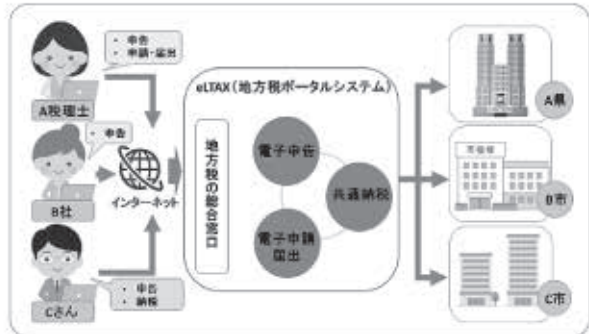 ・ 申告
・ 申請・届出
A税理士
・ 申告
B社
インターネット
・ 申告
・ 納税
Cさん
eLTAX（地方税ポータルシステム）
地方税の総合窓口
電子申告
共通納税
電子申請
届出
A県
B市
C市